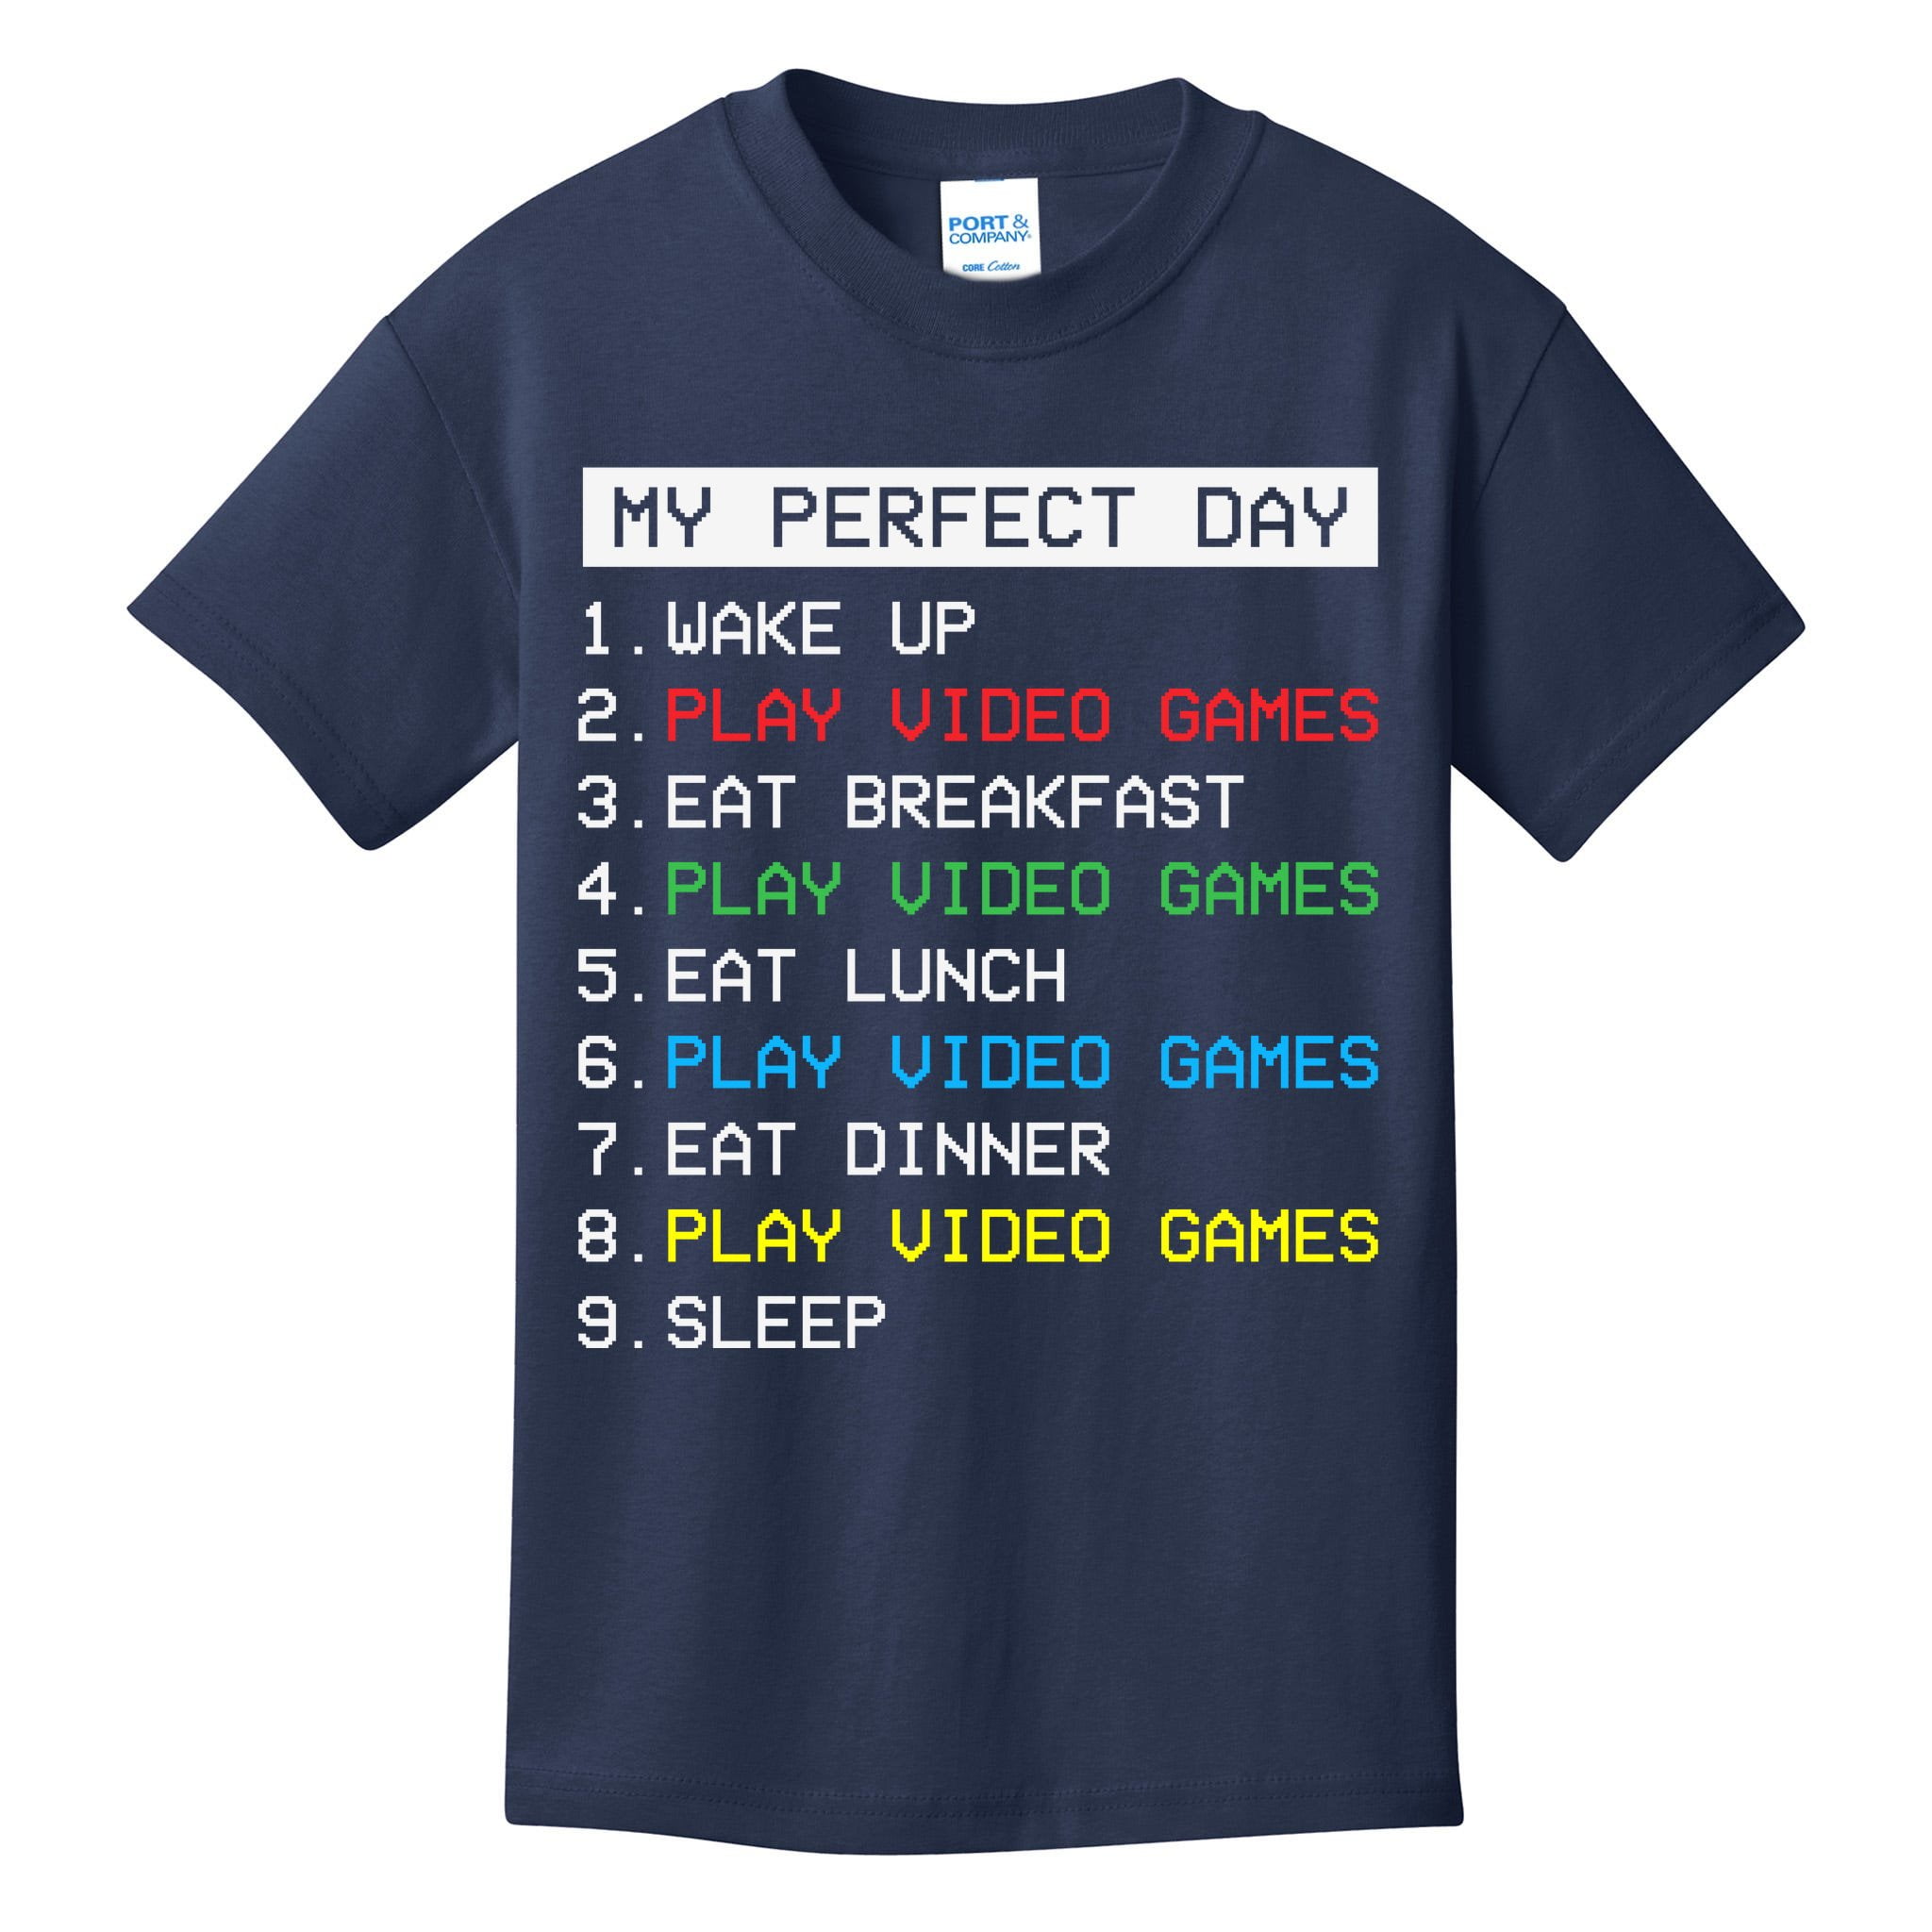 PORT &
COMPANY®
CORE Cotton
MY PERFECT DAY
1. WAKE UP
2. PLAY VIDEO GAMES
3. EAT BREAKFAST
4. PLAY VIDEO GAMES
5. EAT LUNCH
6. PLAY VIDEO GAMES
7. EAT DINNER
8. PLAY VIDEO GAMES
9. SLEEP